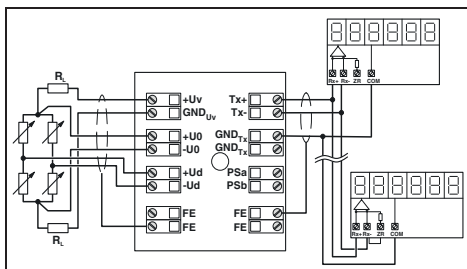 RL
+Uv
GNDUv
+U0
-U0
+Ud
-Ud
FE
FE
RL
Tx+
Tx-
GNDTx
GNDTx
PSa
PSb
FE
FE
Rx+ Rx- ZR COM
Rx+ Rx- ZR COM